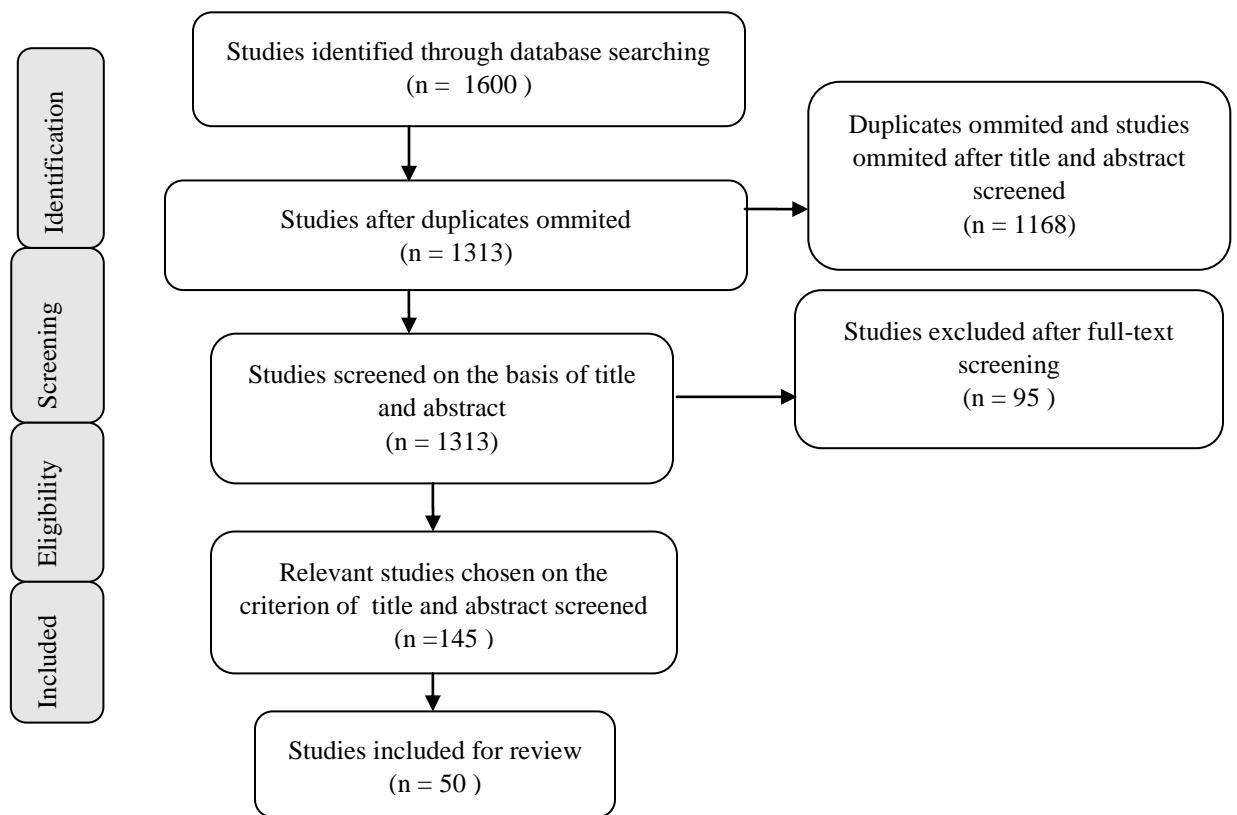 Identification
Screening
Eligibility
Included
Studies identified through database searching
(n =  1600 )
Duplicates ommited and studies
ommited after title and abstract
screened
(n = 1168)
Studies after duplicates ommited
(n = 1313)
Studies screened on the basis of title
and abstract
(n = 1313)
Studies excluded after full-text
screening
(n = 95 )
Relevant studies chosen on the
criterion of  title and abstract screened
(n =145 )
Studies included for review
(n = 50 )